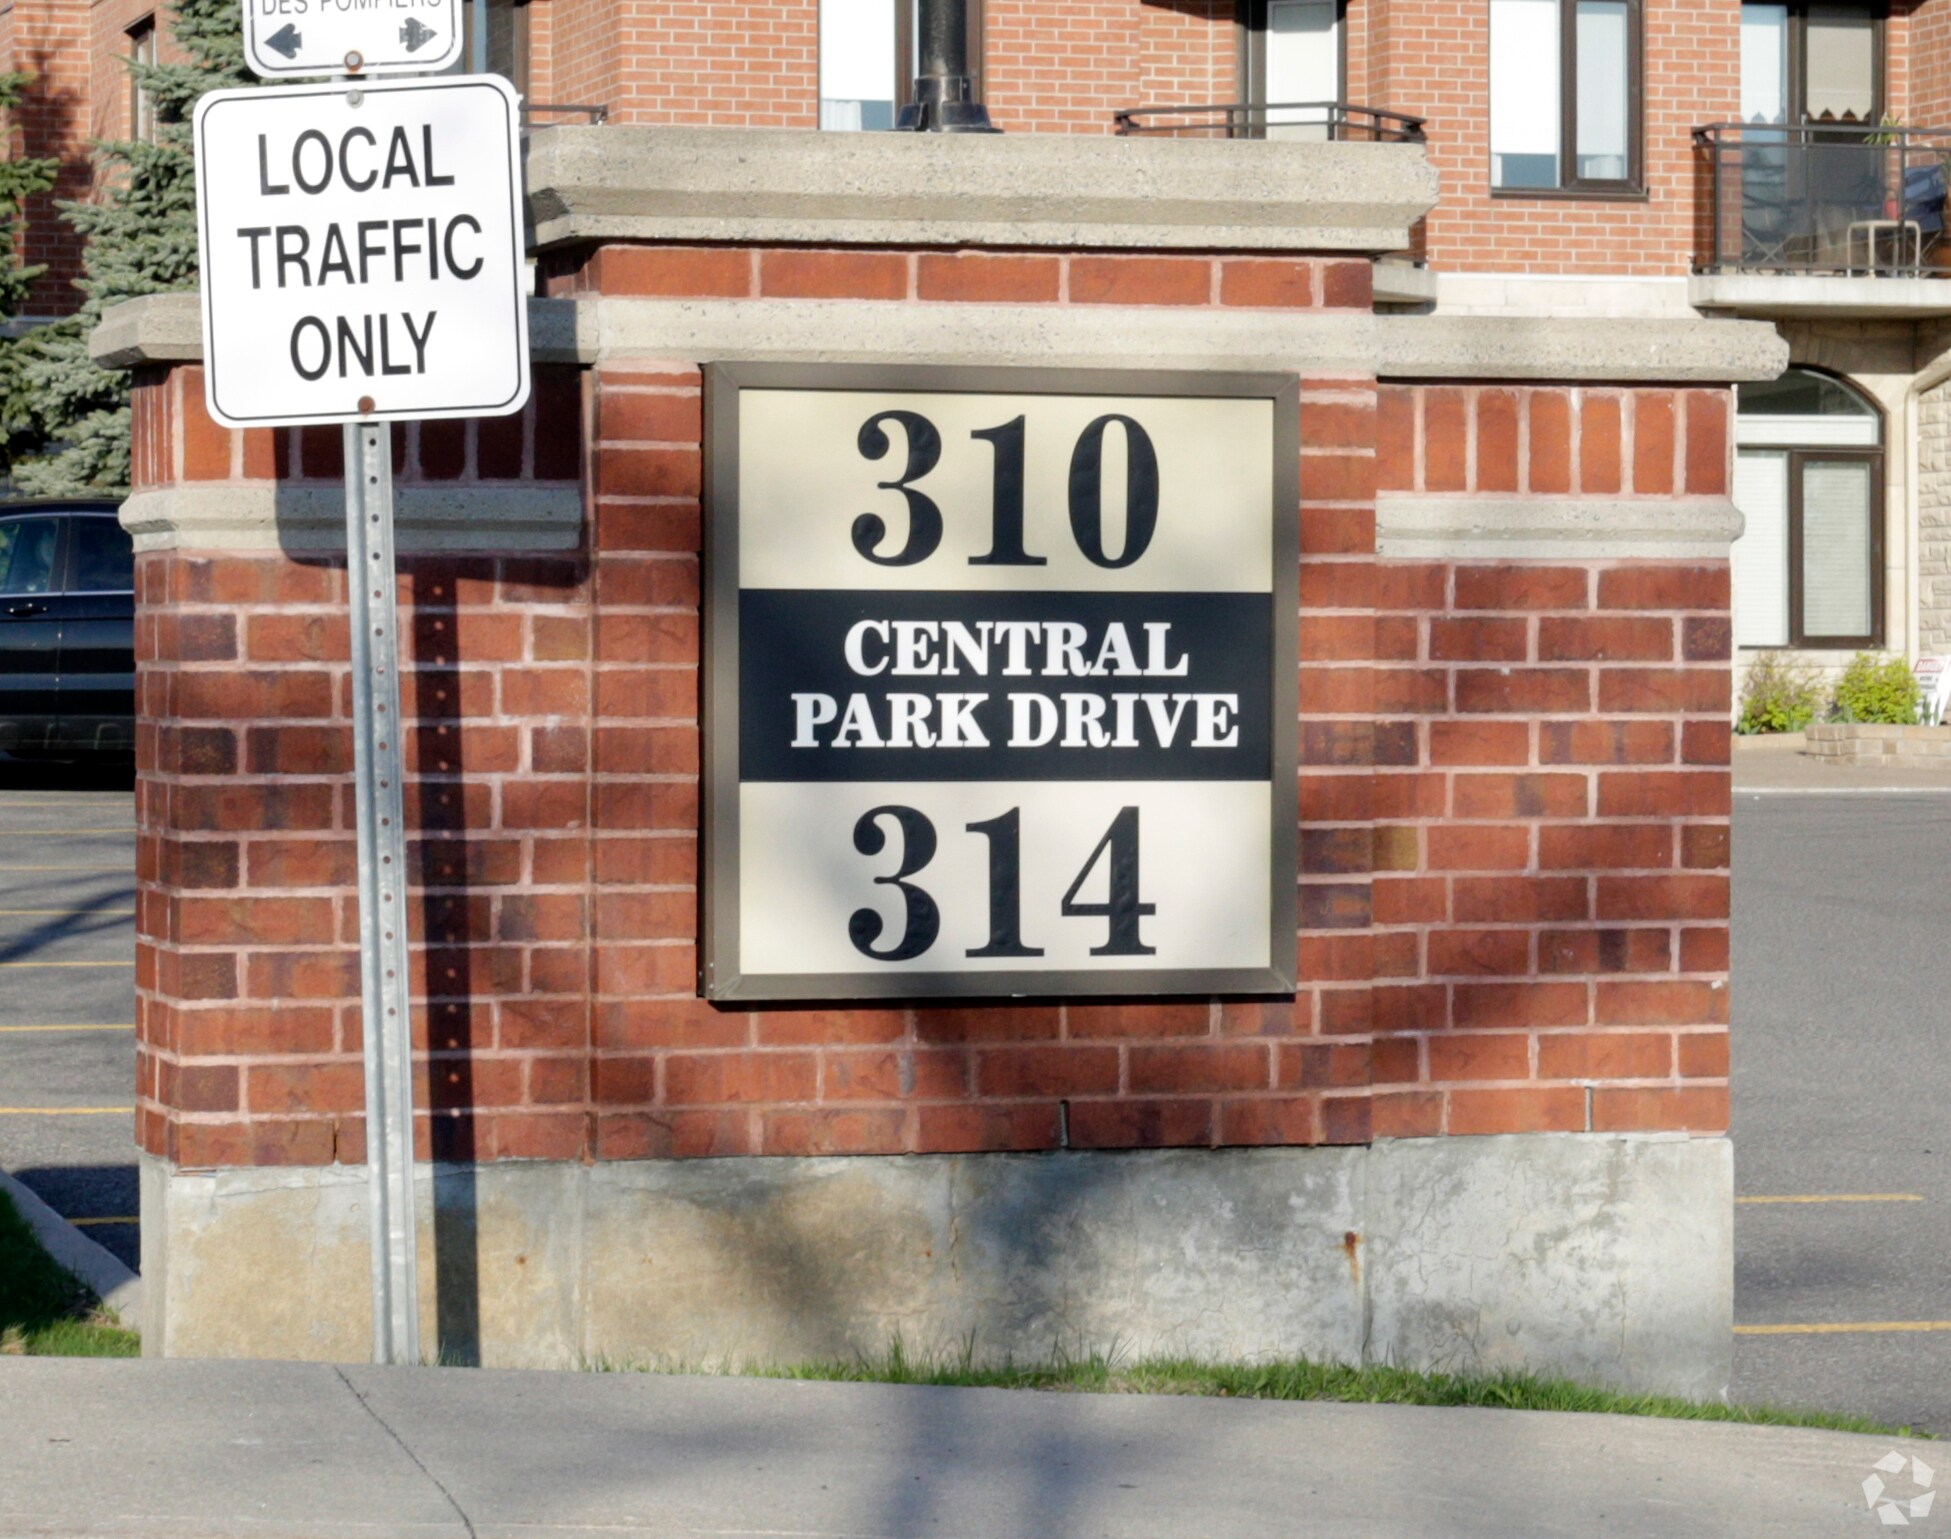 DES POMPIERS
LOCAL
TRAFFIC
ONLY
310
CENTRAL
PARK DRIVE
314